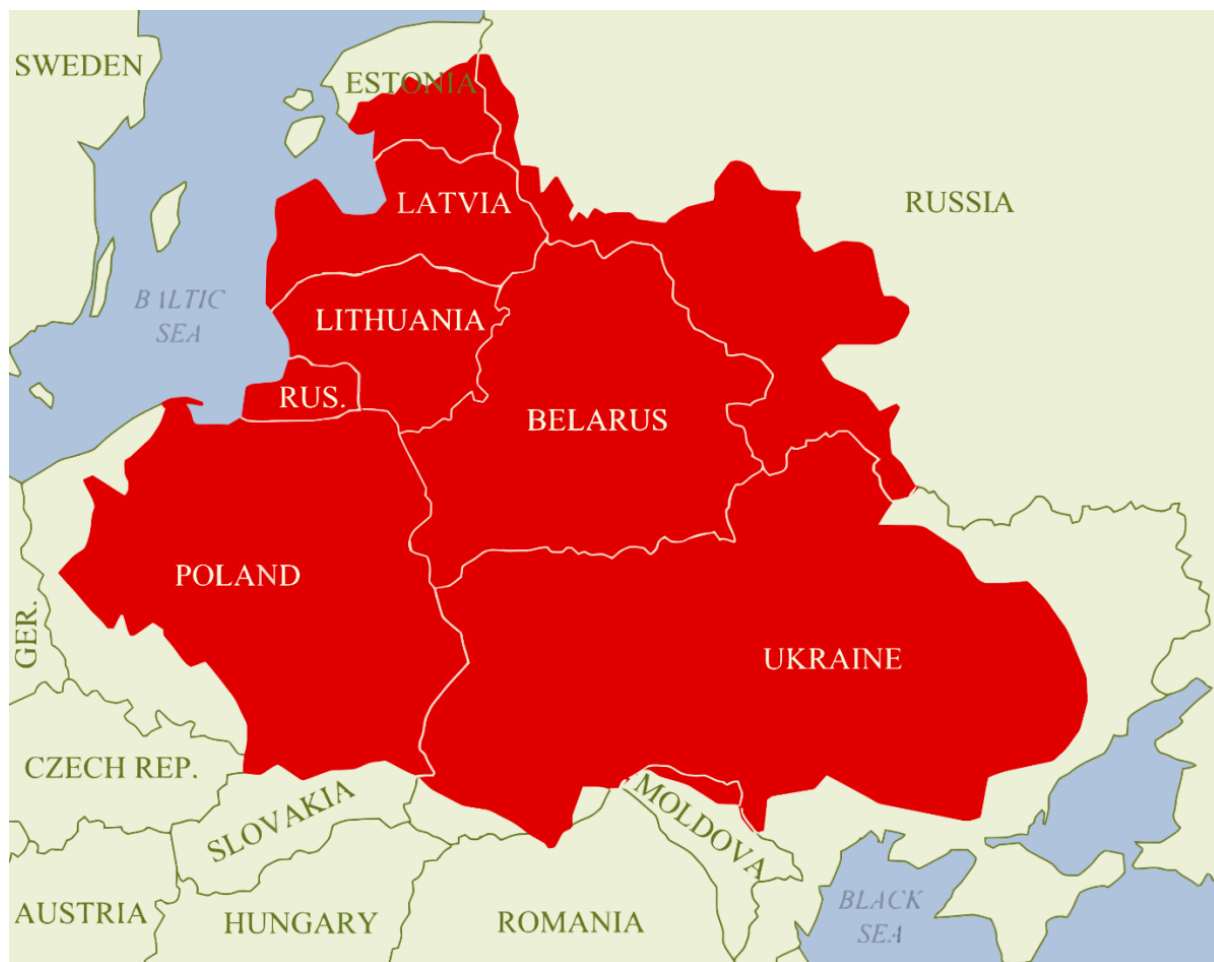 SWEDEN
ESTONIA
RUSSIA
LATVIA
BALTIC
SEA
LITHUANIA
RUS.
BELARUS
POLAND
GER.
UKRAINE
CZECH REP.
SLOVAKIA
MOLDOVA
AUSTRIA
HUNGARY
ROMANIA
BLACK
SEA